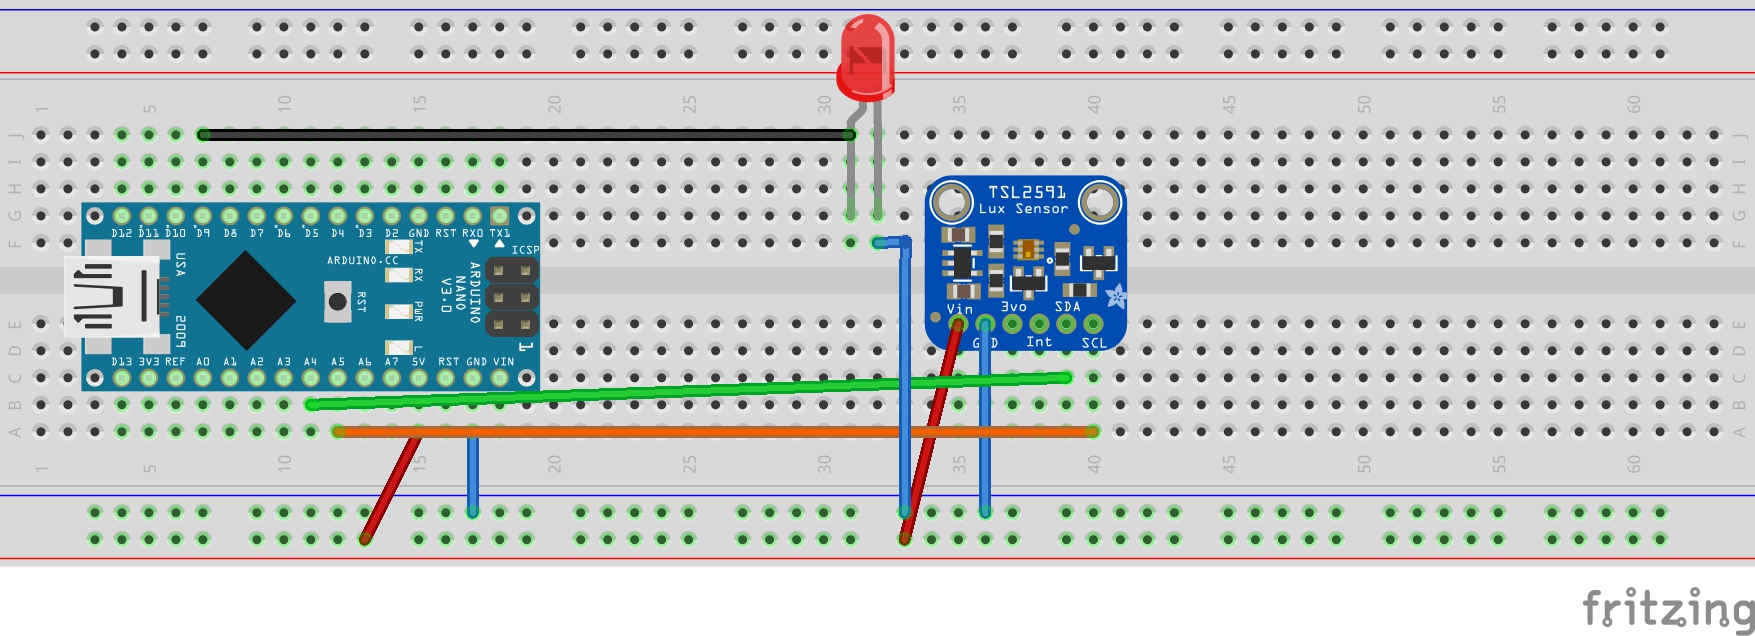 1 5 10 15 20 25 30 35 40 45 50 55 60
J J
I I
H H
G G
F F
TSL2591
Lux Sensor
D12 D11 D10 D9 D8 D7 D6 D5 D4 D3 D2 GND RST RX0 TX1
TX
RX
PWR
L
USA
2009
ARDUINO.CC
RST
ARDUINO
NANO
V3.0
ICSP
1
Vin 3vo SDA
GND Int SCL
D13 3V3 REF A0 A1 A2 A3 A4 A5 A6 A7 5V RST GND VIN
E E
D D
C C
B B
A A
1 5 10 15 20 25 30 35 40 45 50 55 60
fritzing